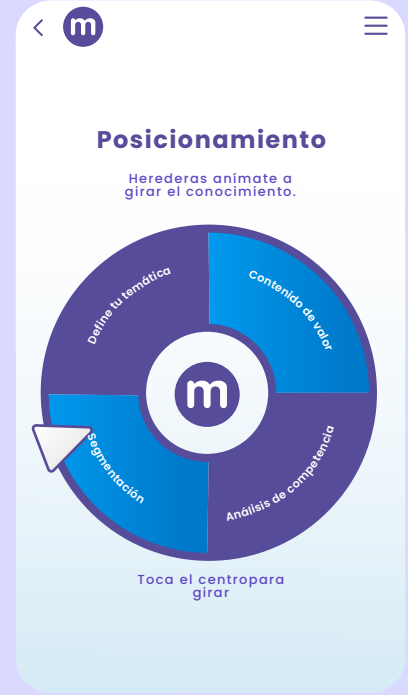 m
Posicionamiento
Herederas anímate a
girar el conocimiento.
Define tu temática
Contenido de valor
m
Segmentación
Análisis de competencia
Toca el centropara
girar